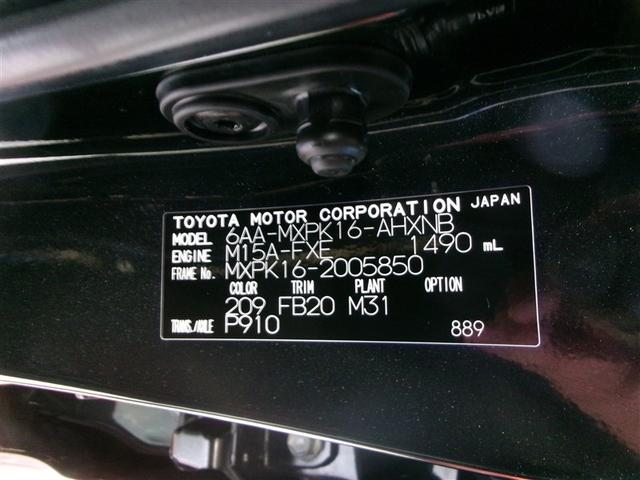 TOYOTA MOTOR CORPORATION JAPAN
MODEL 6AA-MXPK16-AHXNB
ENGINE M15A-FXE 1490 mL
FRAME No. MXPK16-2005850
COLOR TRIM PLANT OPTION
209 FB20 M31
TRANS./AXLE P910 889